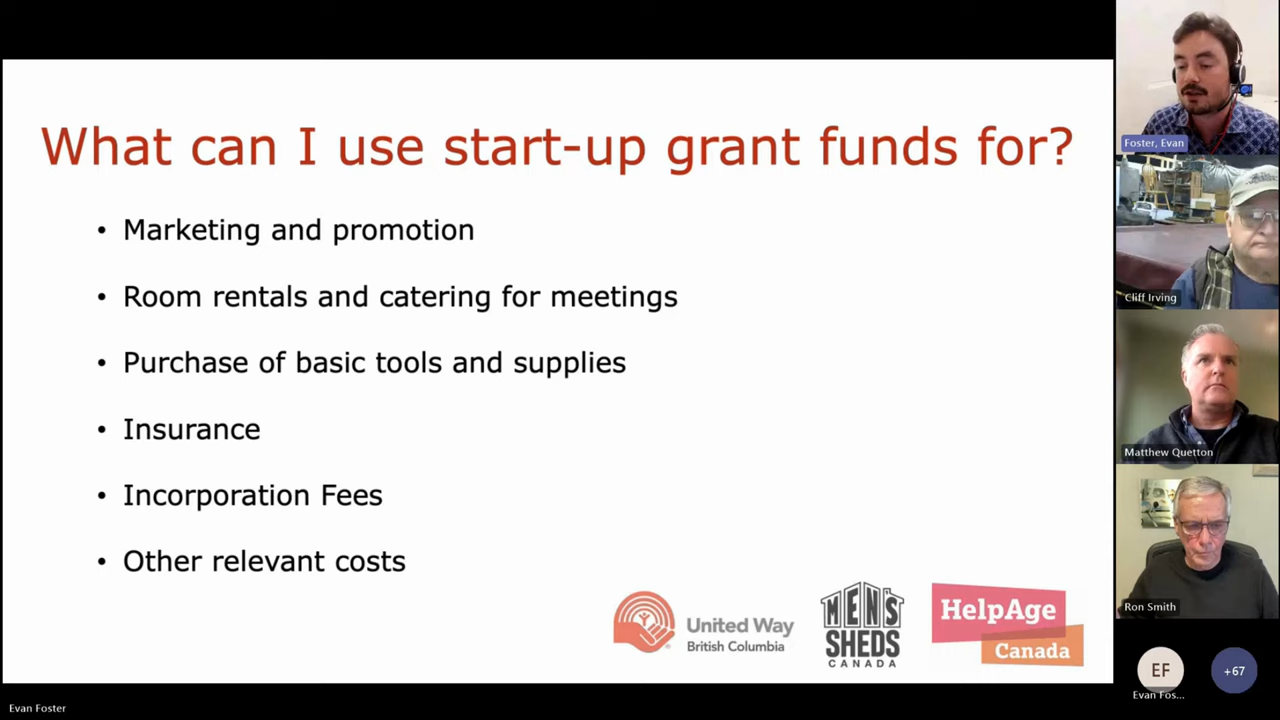 What can I use start-up grant funds for?
• Marketing and promotion
• Room rentals and catering for meetings
• Purchase of basic tools and supplies
• Insurance
• Incorporation Fees
• Other relevant costs
United Way
British Columbia
MEN'S
SHEDS
CANADA
HelpAge
Canada
Foster, Evan
Cliff Irving
Matthew Quetton
Ron Smith
EF
Evan Fos...
+67
Evan Foster